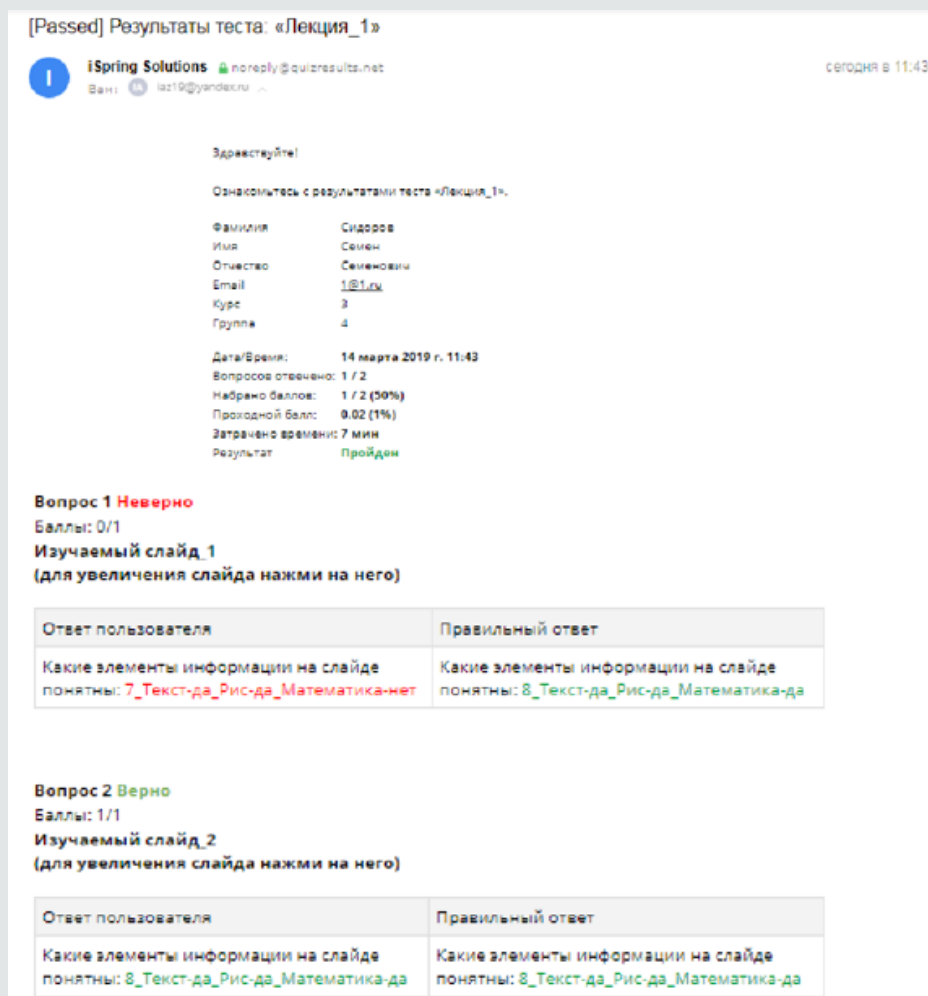 [Passed] Результаты теста: «Лекция_1»
iSpring Solutions noreply@quizresults.net
сегодня в 11:43
Вам: iaz19@yandex.ru
Здравствуйте!
Ознакомьтесь с результатами теста «Лекция_1».
Фамилия Сидоров
Имя Семен
Отчество Семенович
Email 1@1.ru
Курс 3
Группа 4
Дата/Время: 14 марта 2019 г. 11:43
Вопросов отвечено: 1 / 2
Набрано баллов: 1 / 2 (50%)
Проходной балл: 0.02 (1%)
Затрачено времени: 7 мин
Результат Пройден
Вопрос 1 Неверно
Баллы: 0/1
Изучаемый слайд_1
(для увеличения слайда нажми на него)
Ответ пользователя Правильный ответ
Какие элементы информации на слайде Какие элементы информации на слайде
понятны: 7_Текст-да_Рис-да_Математика-нет понятны: 8_Текст-да_Рис-да_Математика-да
Вопрос 2 Верно
Баллы: 1/1
Изучаемый слайд_2
(для увеличения слайда нажми на него)
Ответ пользователя Правильный ответ
Какие элементы информации на слайде Какие элементы информации на слайде
понятны: 8_Текст-да_Рис-да_Математика-да понятны: 8_Текст-да_Рис-да_Математика-да